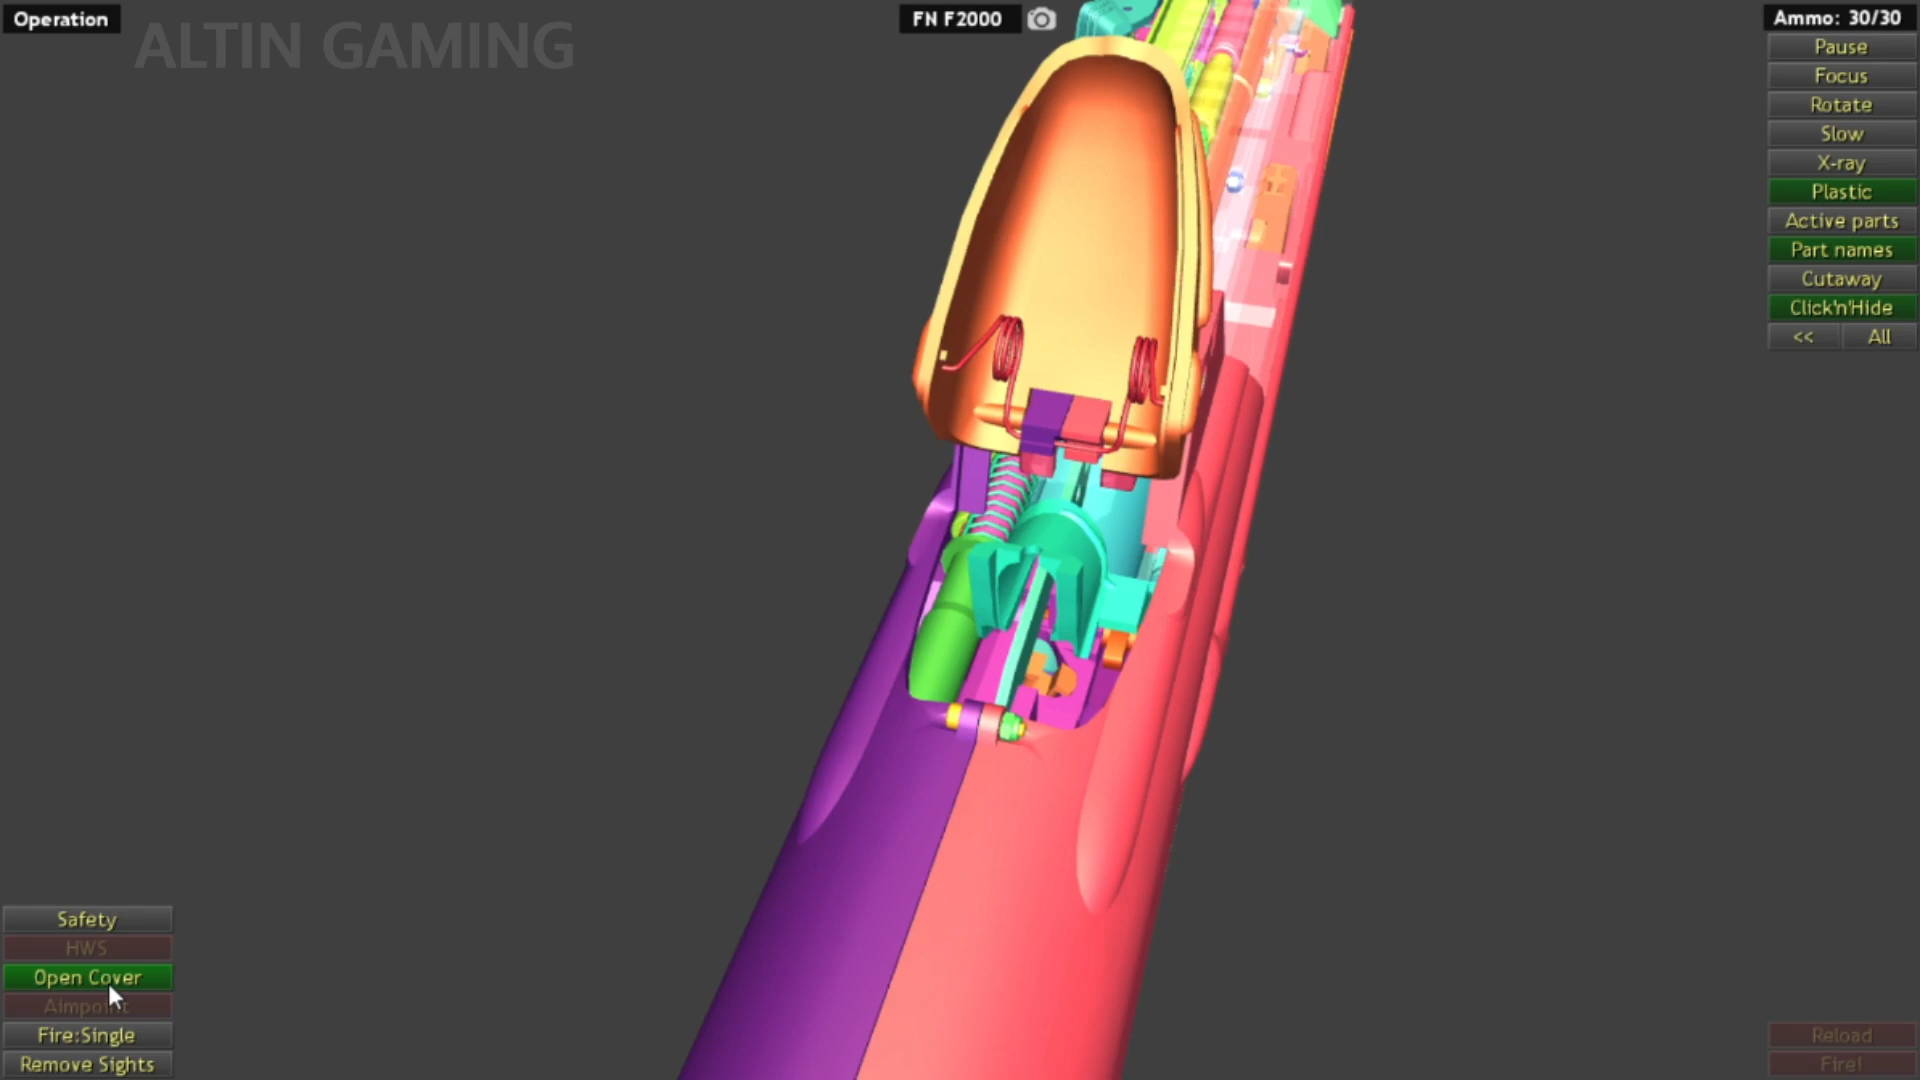 Operation
ALTIN GAMING
FN F2000
Ammo: 30/30
Pause
Focus
Rotate
Slow
X-ray
Plastic
Active parts
Part names
Cutaway
Click'n'Hide
<< All
Safety
HWS
Open Cover
Aimpoint
Fire:Single
Remove Sights
Reload
Fire!